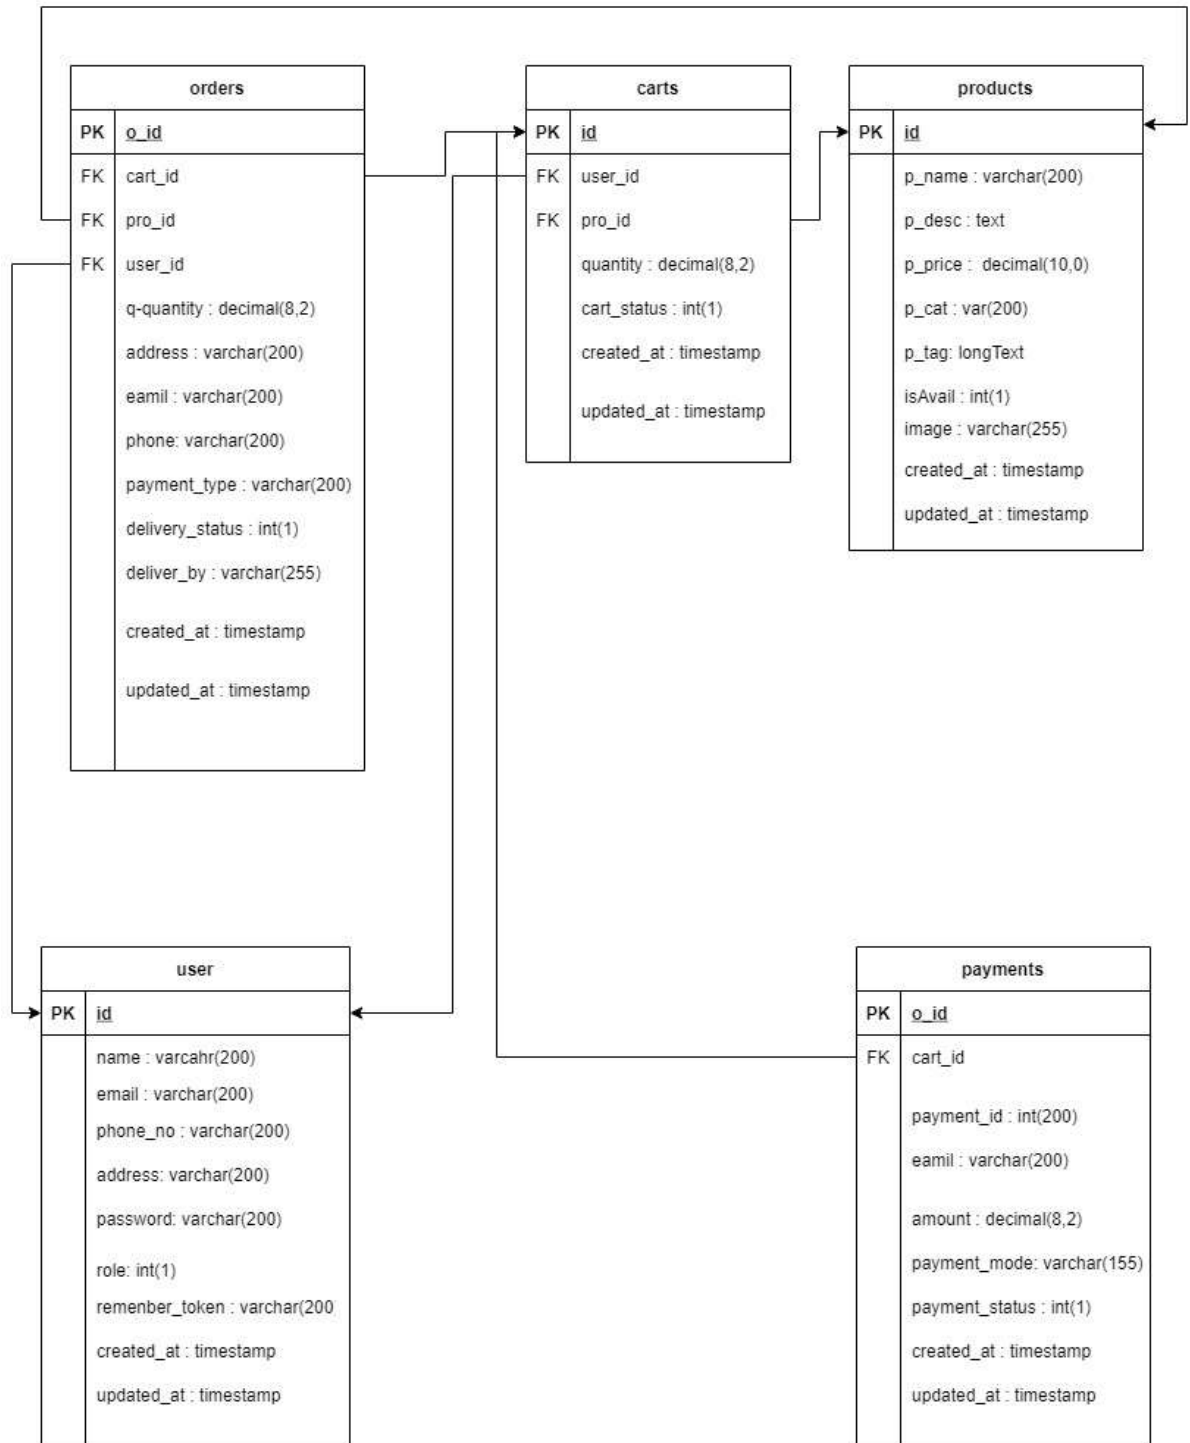 orders
PK o_id
FK cart_id
FK pro_id
FK user_id
q-quantity : decimal(8,2)
address : varchar(200)
eamil : varchar(200)
phone: varchar(200)
payment_type : varchar(200)
delivery_status : int(1)
deliver_by : varchar(255)
created_at : timestamp
updated_at : timestamp
carts
PK id
FK user_id
FK pro_id
quantity : decimal(8,2)
cart_status : int(1)
created_at : timestamp
updated_at : timestamp
products
PK id
p_name : varchar(200)
p_desc : text
p_price :  decimal(10,0)
p_cat : var(200)
p_tag: longText
isAvail : int(1)
image : varchar(255)
created_at : timestamp
updated_at : timestamp
user
PK id
name : varcahr(200)
email : varchar(200)
phone_no : varchar(200)
address: varchar(200)
password: varchar(200)
role: int(1)
remenber_token : varchar(200
created_at : timestamp
updated_at : timestamp
payments
PK o_id
FK cart_id
payment_id : int(200)
eamil : varchar(200)
amount : decimal(8,2)
payment_mode: varchar(155)
payment_status : int(1)
created_at : timestamp
updated_at : timestamp